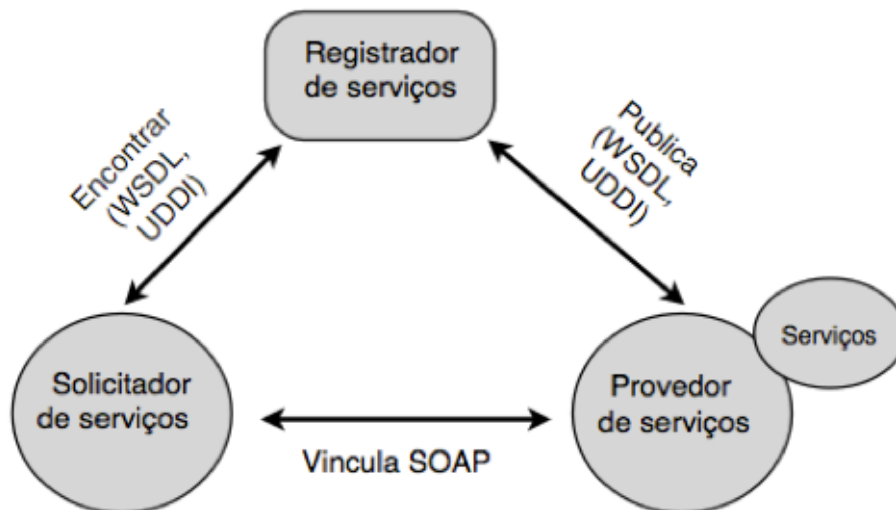 Registrador
de serviços
Encontrar
(WSDL,
UDDI)
Publica
(WSDL,
UDDI)
Serviços
Solicitador
de serviços
Provedor
de serviços
Vincula SOAP